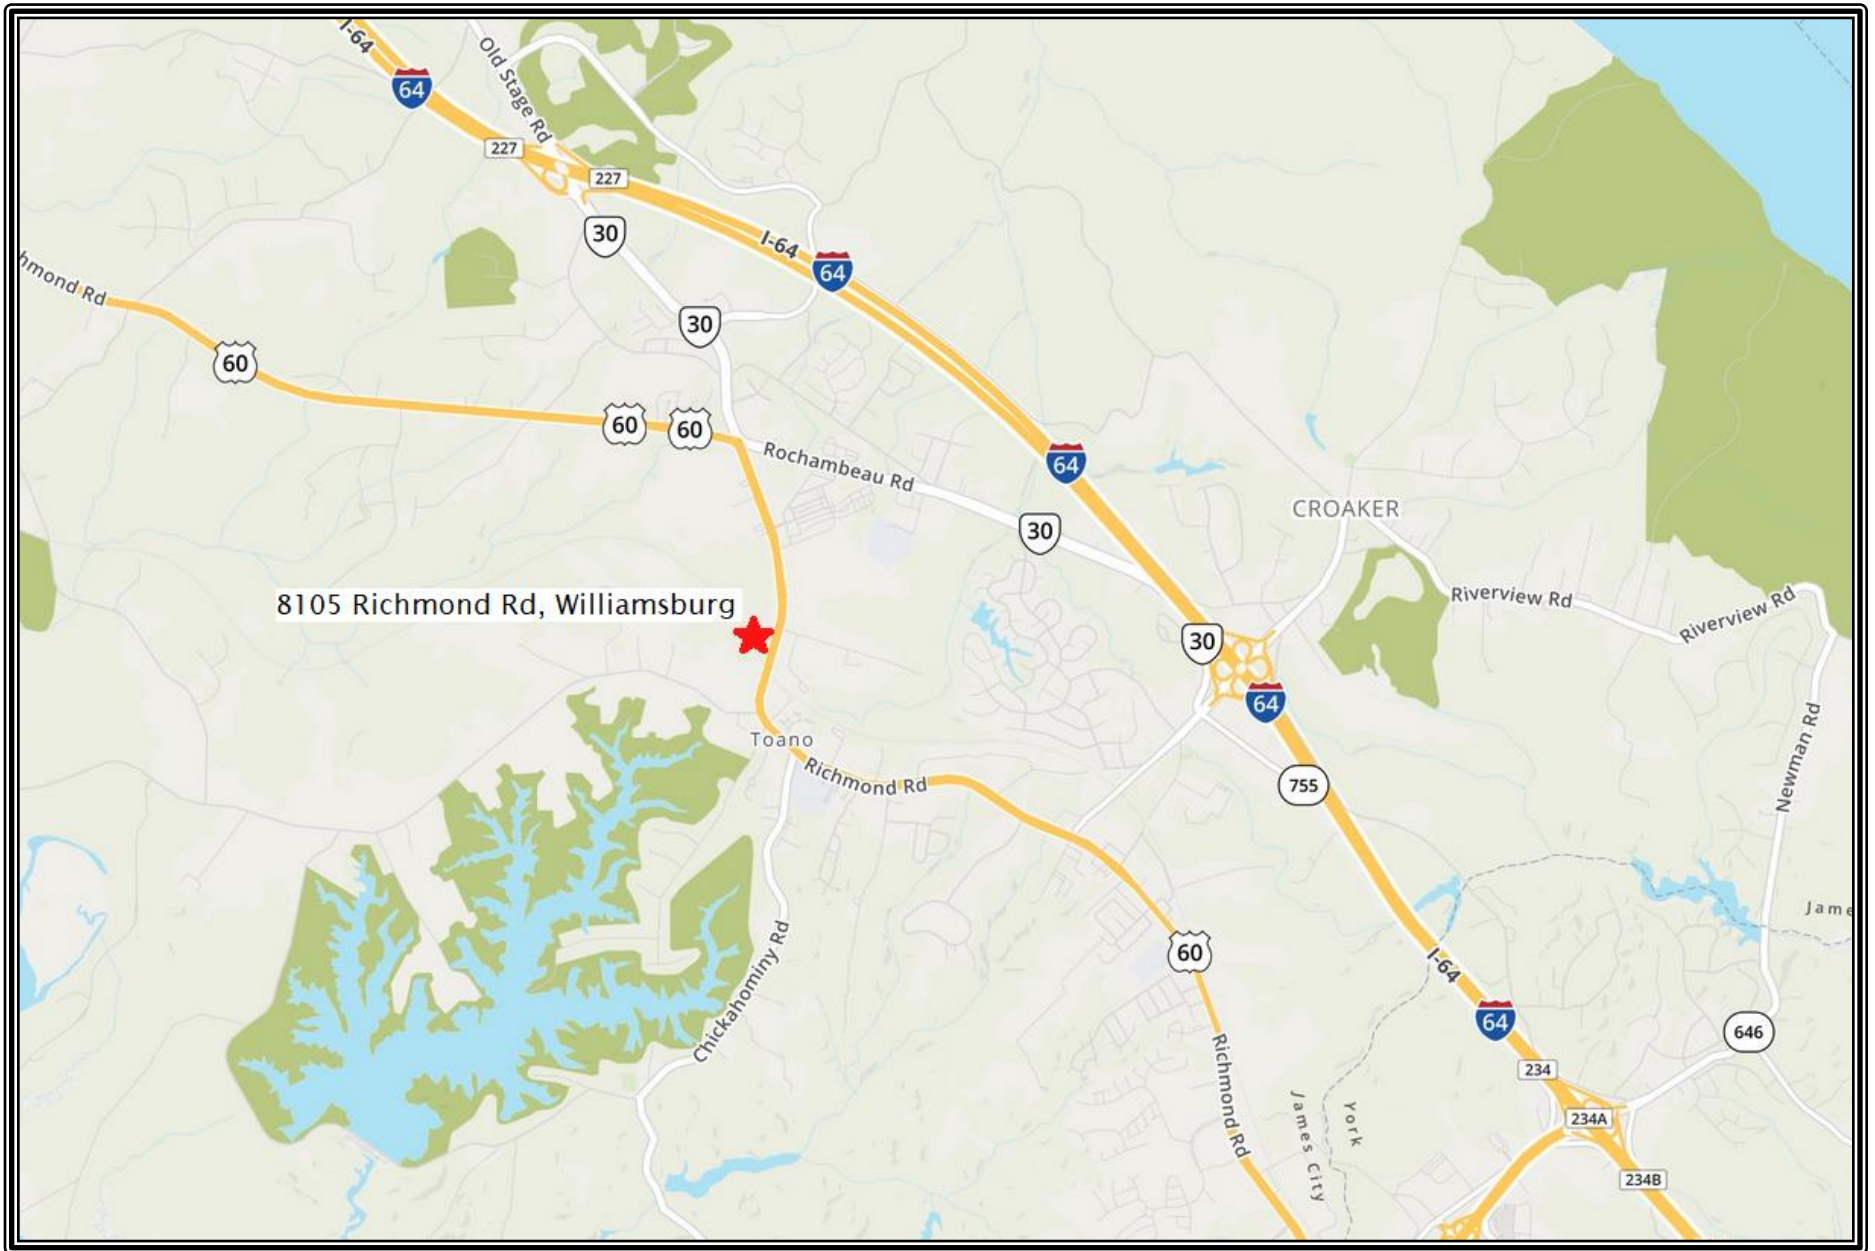 I-64
Old Stage Rd
64
227
227
30
I-64
64
hmond Rd
30
60
60
60
Rochambeau Rd
64
30
CROAKER
8105 Richmond Rd, Williamsburg
Riverview Rd
Riverview Rd
30
64
Toano
Richmond Rd
755
Newman Rd
Jame
60
Chickahominy Rd
I-64
64
646
Richmond Rd
234
James City
York
234A
234B